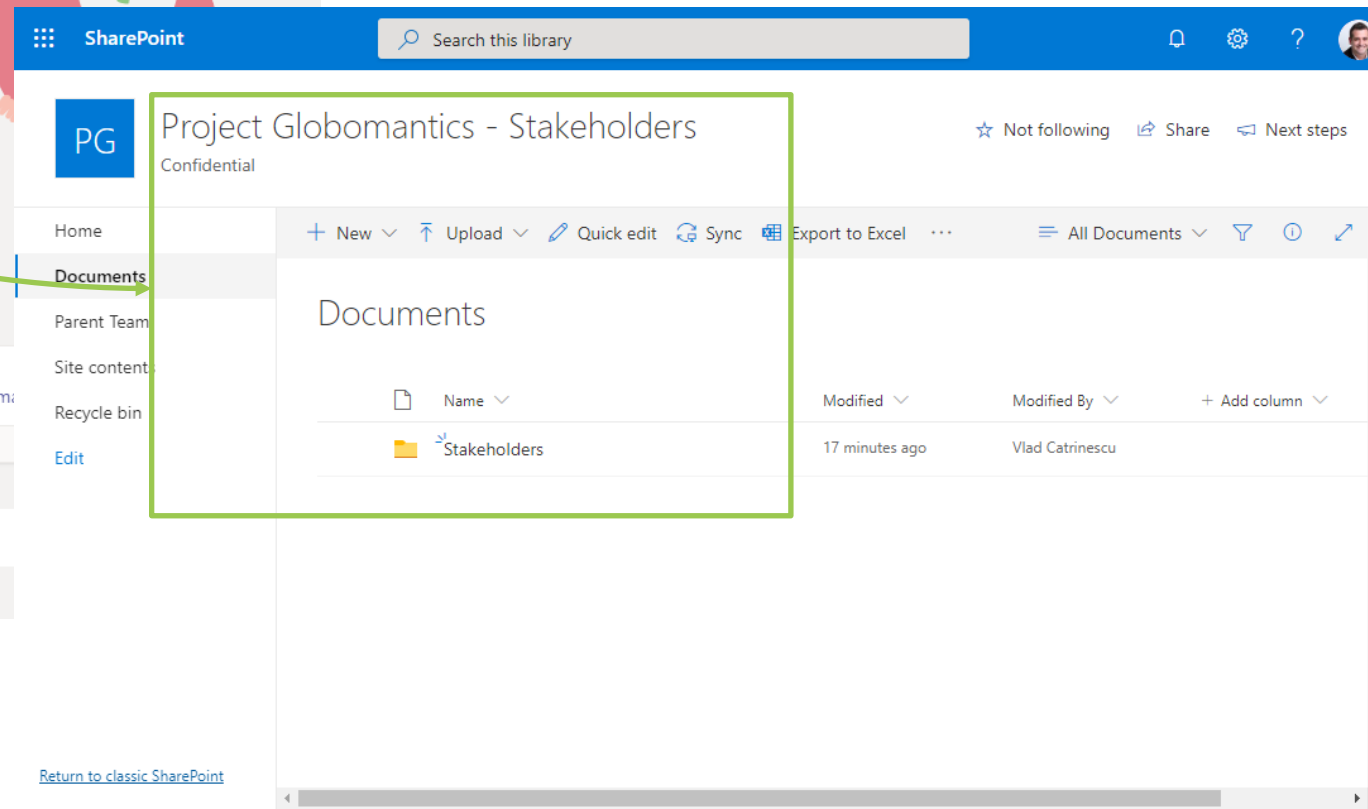 SharePoint
Search this library
?
PG
Project Globomantics - Stakeholders
Confidential
Not following
Share
Next steps
Home
Documents
Parent Team
Site contents
Recycle bin
Edit
+ New
Upload
Quick edit
Sync
Export to Excel
...
All Documents
Documents
Name
Modified
Modified By
+ Add column
Stakeholders
17 minutes ago
Vlad Catrinescu
Return to classic SharePoint